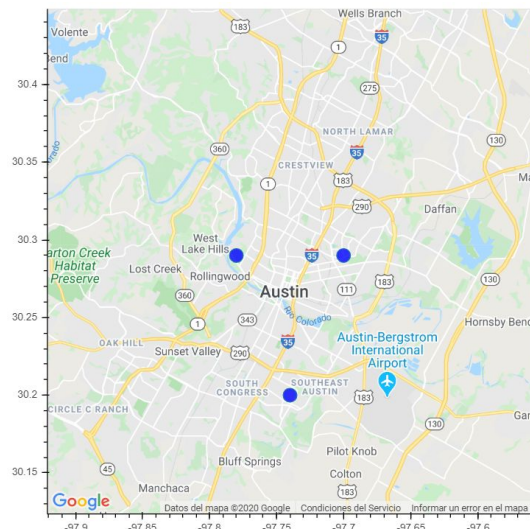 Volente
Bend
Wells Branch
183
1
35
30.4
275
NORTH LAMAR
30.35
360
CRESTVIEW
35
130
1
183
290
Daffan
Ma
30.3
West
Lake Hills
35
arton Creek
Habitat
Preserve
Lost Creek
Rollingwood
130
360
Austin
111
183
30.25
1
343
Río Colorado
Hornsby Bend
35
Austin-Bergstrom
International
Airport
OAK HILL
Sunset Valley
290
SOUTH
CONGRESS
SOUTHEAST
AUSTIN
30.2
183
CIRCLE C RANCH
130
Gar
Pilot Knob
30.15
45
Bluff Springs
Colton
Manchaca
183
Google
Datos del mapa ©2020 Google
Condiciones del Servicio
Informar un error en el mapa
-97.9
-97.85
-97.8
-97.75
-97.7
-97.65
-97.6